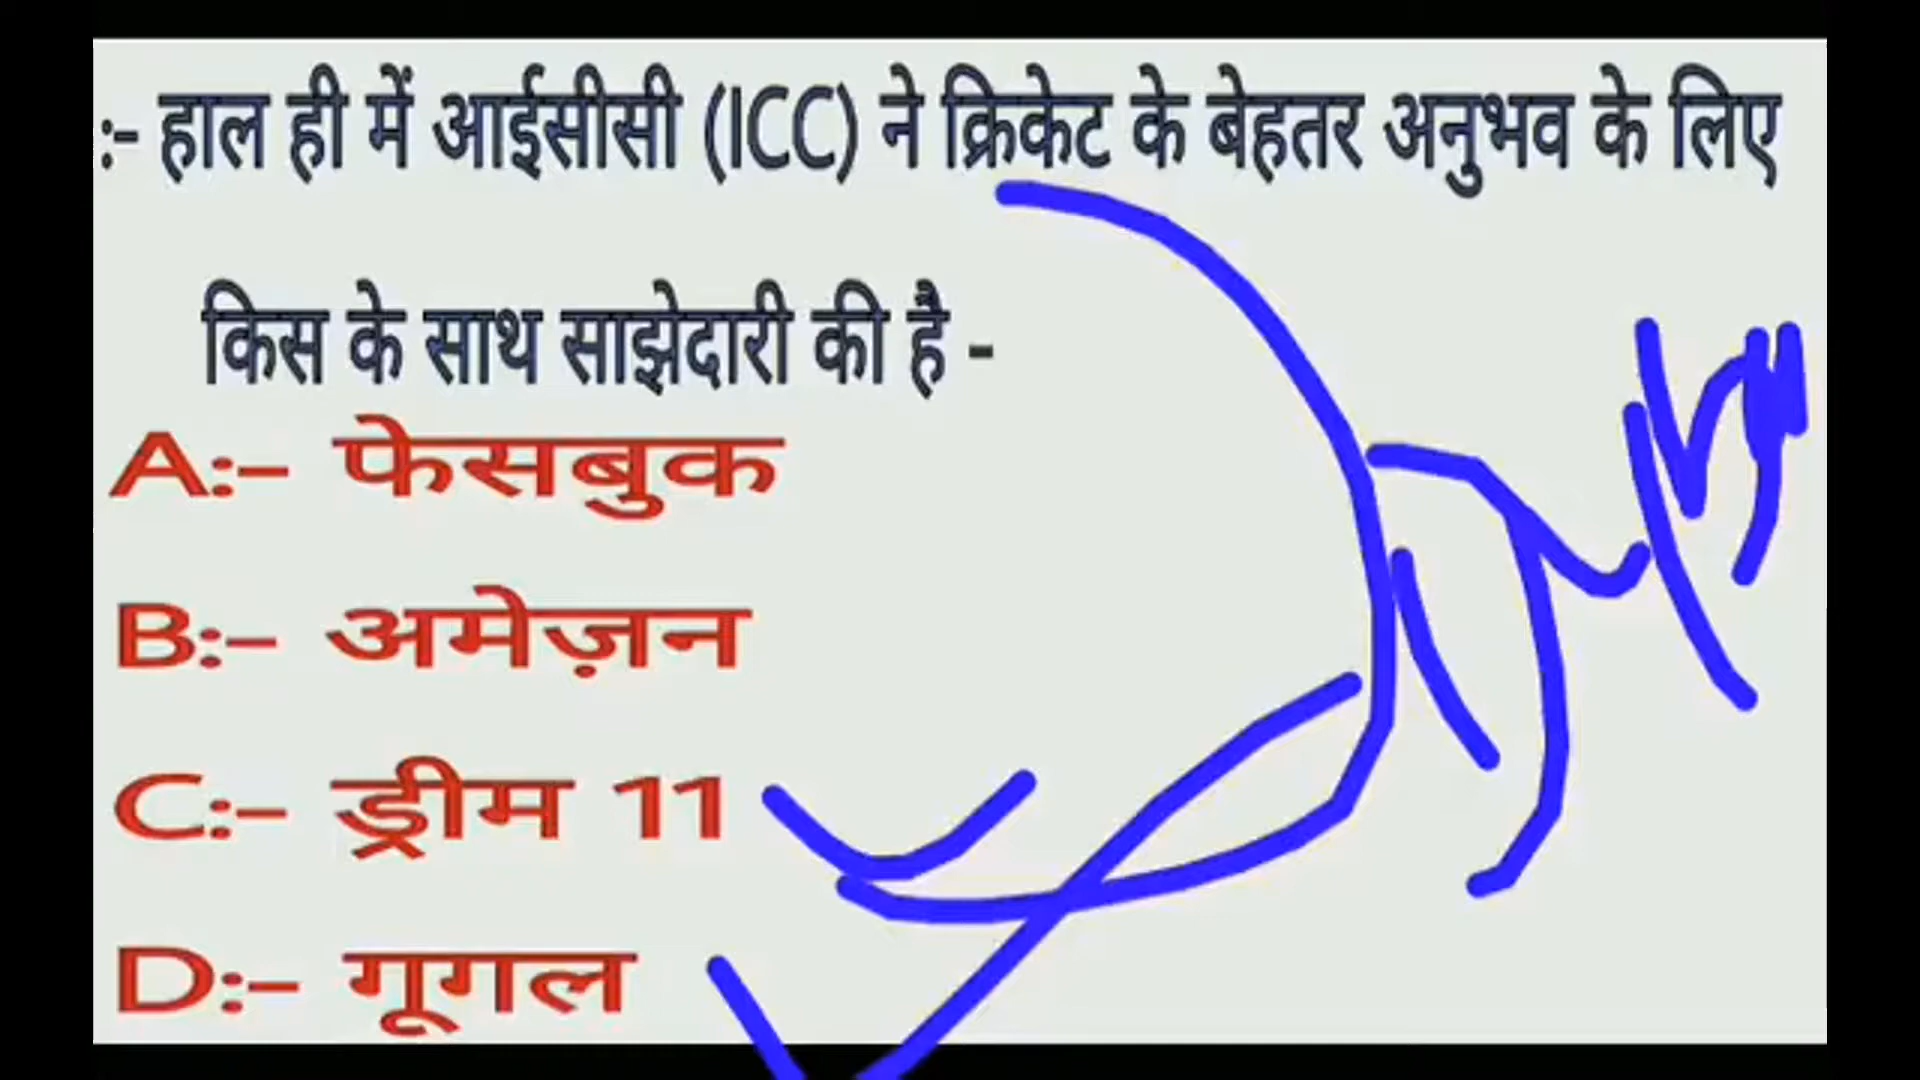 :- हाल ही में आईसीसी (ICC) ने क्रिकेट के बेहतर अनुभव के लिए
किस के साथ साझेदारी की है -
A:- फेसबुक
B:- अमेज़न
C:- ड्रीम 11
D:- गूगल